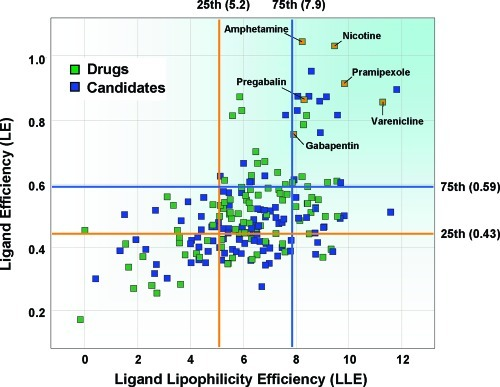 25th (5.2) 75th (7.9)
Amphetamine
Nicotine
1.0
Drugs
Candidates
Pregabalin
Pramipexole
Varenicline
0.8
Gabapentin
0.6
75th (0.59)
25th (0.43)
0.4
0.2
Ligand Efficiency (LE)
0 2 4 6 8 10 12
Ligand Lipophilicity Efficiency (LLE)